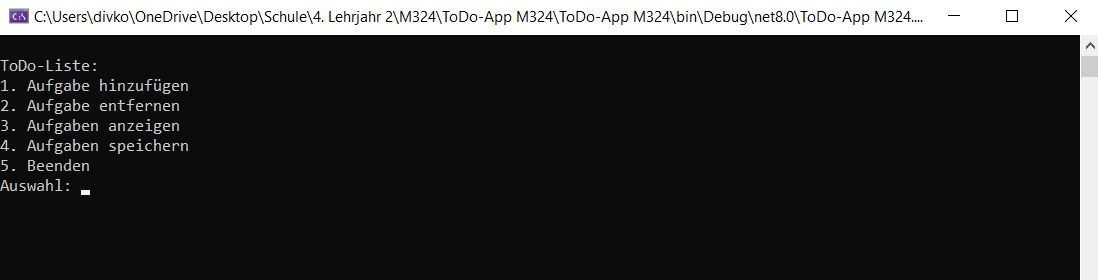 C:\Users\divko\OneDrive\Desktop\Schule\4. Lehrjahr 2\M324\ToDo-App M324\ToDo-App M324\bin\Debug\net8.0\ToDo-App M324....
ToDo-Liste:
1. Aufgabe hinzufügen
2. Aufgabe entfernen
3. Aufgaben anzeigen
4. Aufgaben speichern
5. Beenden
Auswahl: